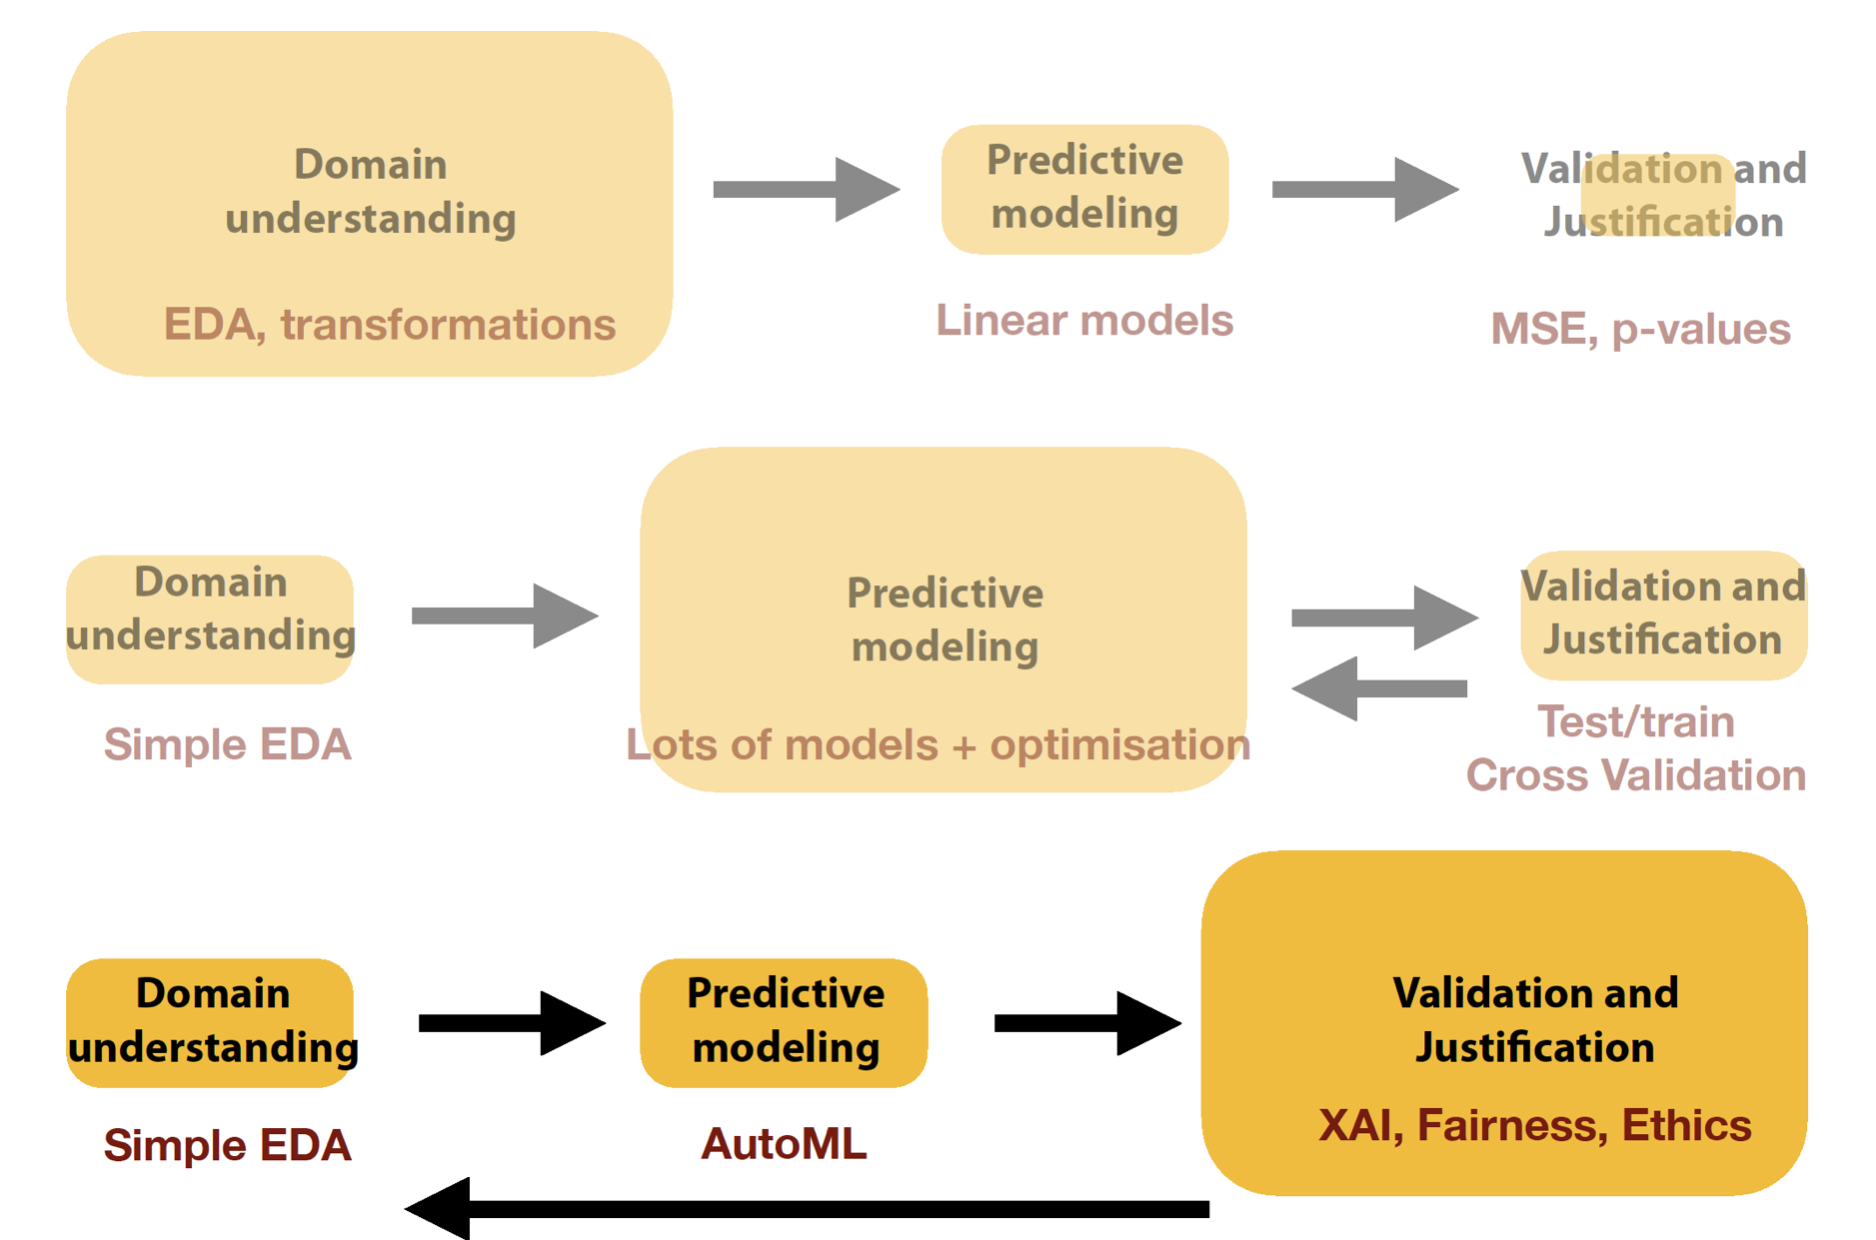 Domain
understanding
EDA, transformations
Predictive
modeling
Linear models
Validation and
Justification
MSE, p-values
Domain
understanding
Simple EDA
Predictive
modeling
Lots of models + optimisation
Validation and
Justification
Test/train
Cross Validation
Domain
understanding
Simple EDA
Predictive
modeling
AutoML
Validation and
Justification
XAI, Fairness, Ethics